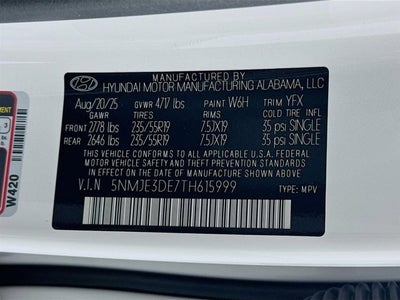 MANUFACTURED BY
HYUNDAI MOTOR MANUFACTURING ALABAMA, LLC
Aug/20/25 GVWR 4717 lbs PAINT W6H TRIM YFX
GAWR TIRES RIMS COLD TIRE
FRONT 2778 lbs 235/55R19 7.5JX19 35 psi SINGLE
REAR 2646 lbs 235/55R19 7.5JX19 35 psi SINGLE
THIS VEHICLE CONFORMS TO ALL APPLICABLE U.S.A. FEDERAL
MOTOR VEHICLE SAFETY, BUMPER, AND THEFT PREVENTION
STANDARDS IN EFFECT ON THE DATE OF MANUFACTURE SHOWN ABOVE.
V.I.N 5NMJE3DE7TH615999 TYPE: MPV
W420